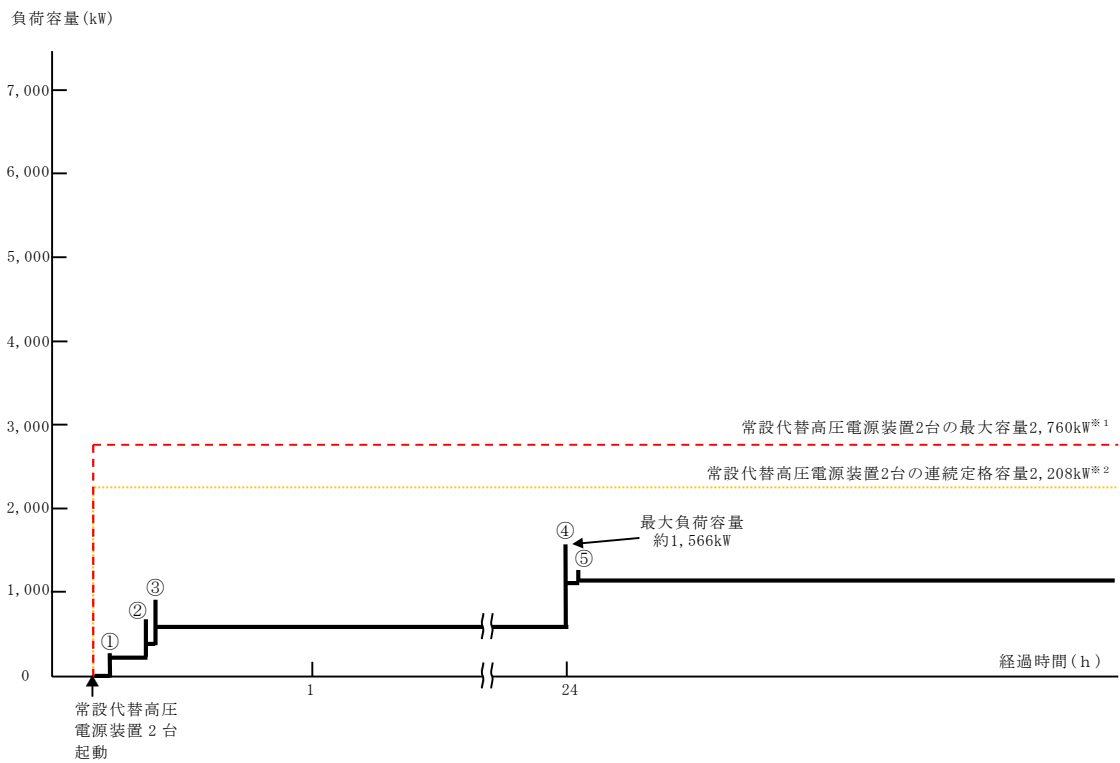 負荷容量(kW)
7,000
6,000
5,000
4,000
3,000
常設代替高圧電源装置2台の最大容量2,760kW※1
常設代替高圧電源装置2台の連続定格容量2,208kW※2
2,000
④
最大負荷容量
約1,566kW
⑤
1,000
③
②
①
経過時間(h)
0
1
24
常設代替高圧
電源装置2台
起動